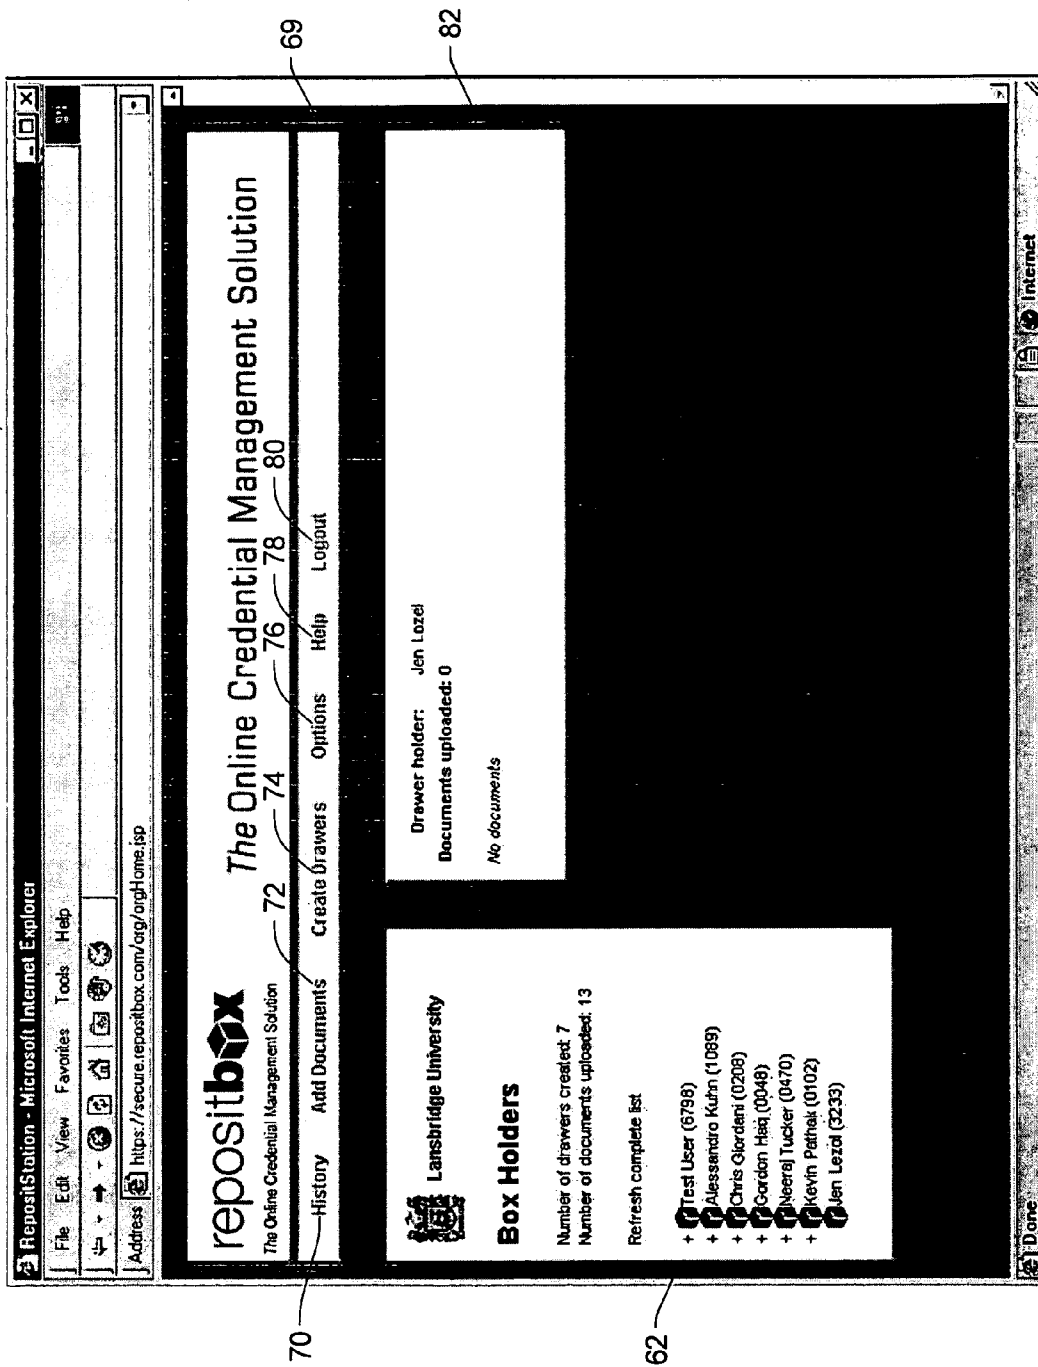 RepositStation - Microsoft Internet Explorer
File Edit View Favorites Tools Help
Address https://secure.repositbox.com/org/orgHome.jsp
repositbox
The Online Credential Management Solution
The Online Credential Management Solution
70
72
74
76
78
80
69
History Add Documents Create Drawers Options Help Logout
82
Lansbridge University
Box Holders
Number of drawers created: 7
Number of documents uploaded: 13
Refresh complete list
+ Test User (6798)
+ Alessandro Kuhn (1089)
+ Chris Giordani (0208)
+ Gordon Haig (0048)
+ Neeraj Tucker (0470)
+ Kevin Pathak (0102)
Jen Lezol (3233)
Drawer holder: Jen Lozel
Documents uploaded: 0
No documents
62
Done
Internet